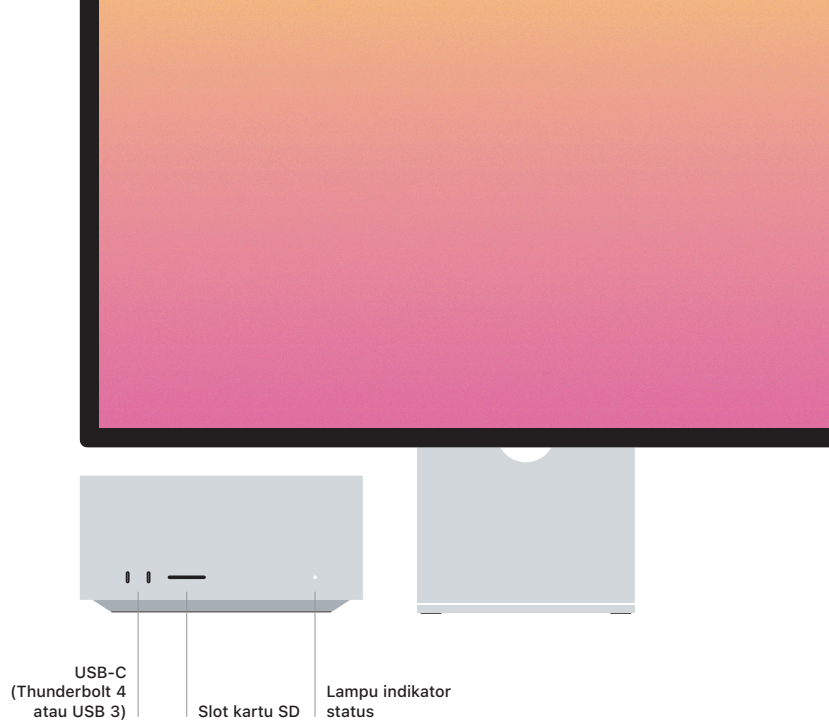 USB-C
(Thunderbolt 4
atau USB 3)
Slot kartu SD
Lampu indikator
status